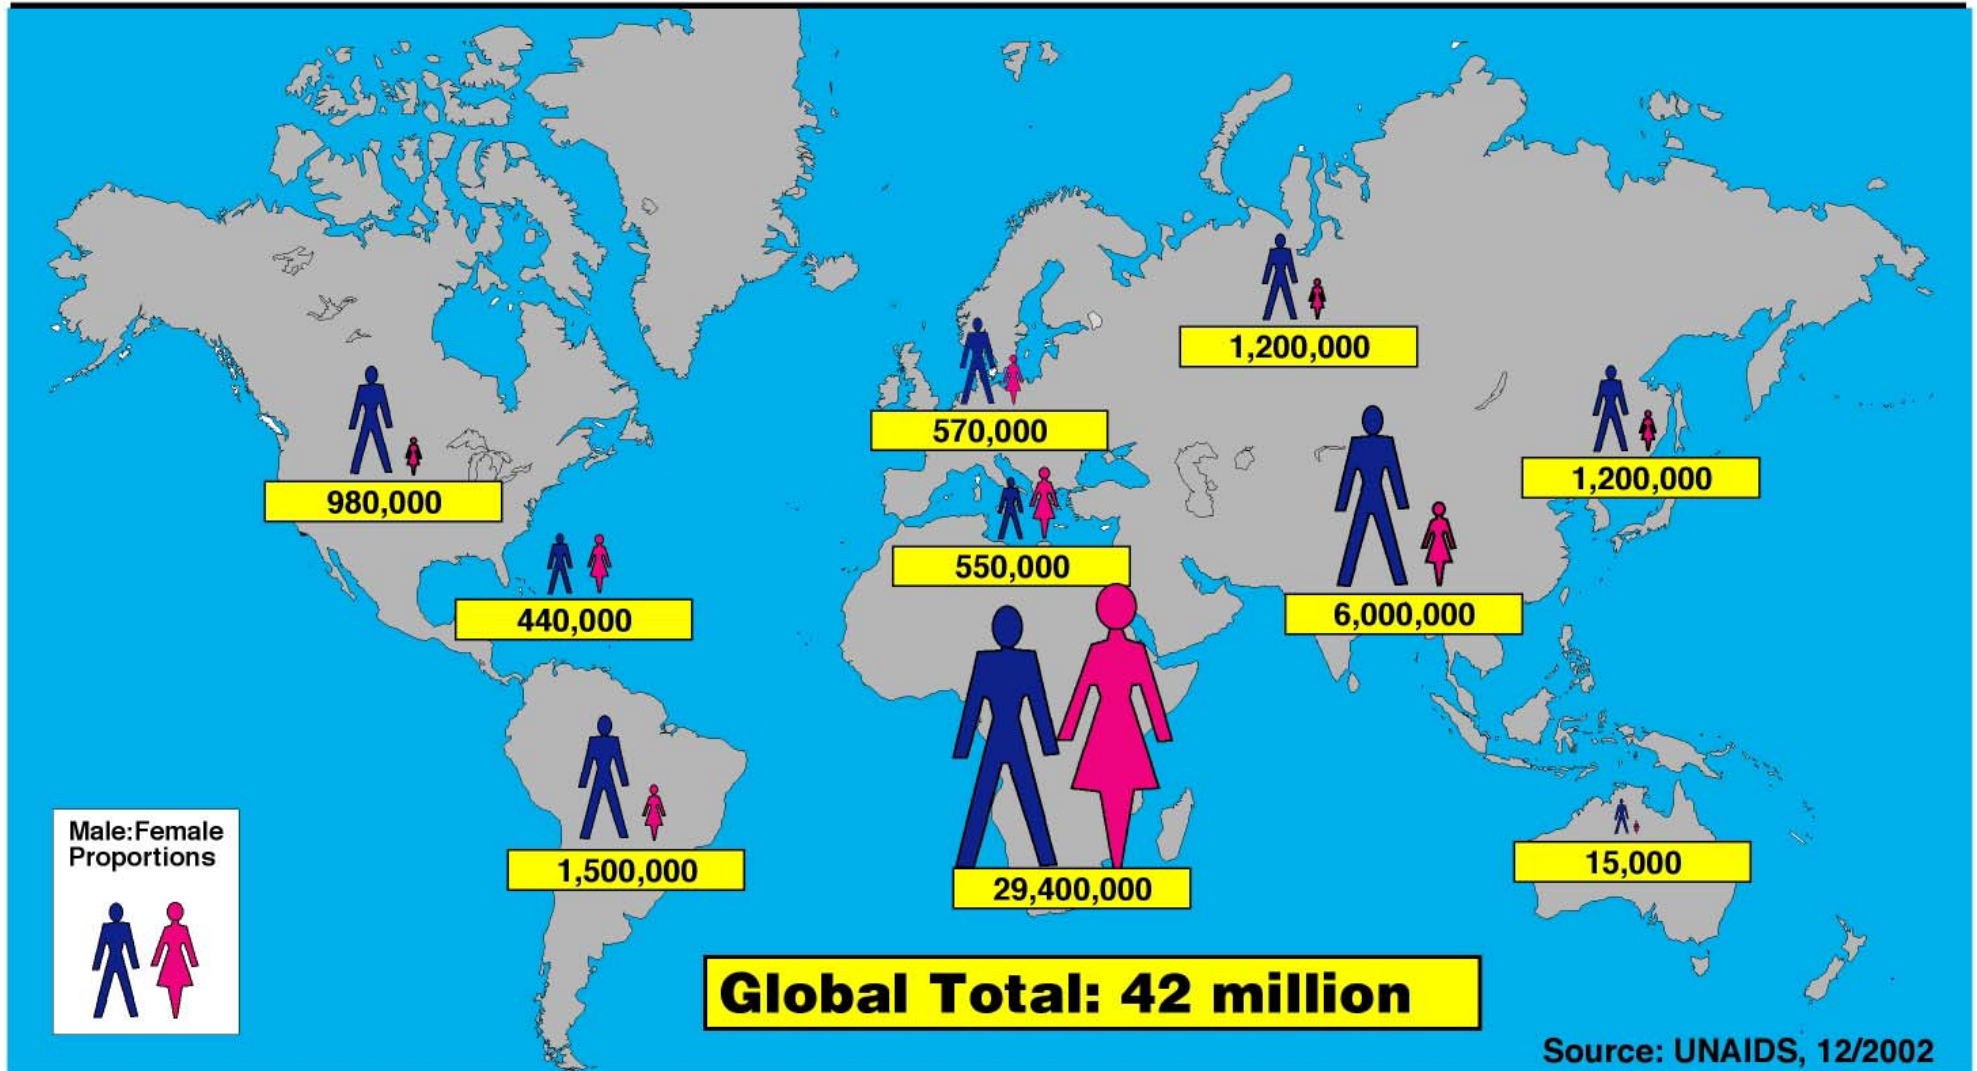 1,200,000
570,000
1,200,000
980,000
550,000
6,000,000
440,000
1,500,000
29,400,000
15,000
Male:Female
Proportions
Global Total: 42 million
Source: UNAIDS, 12/2002